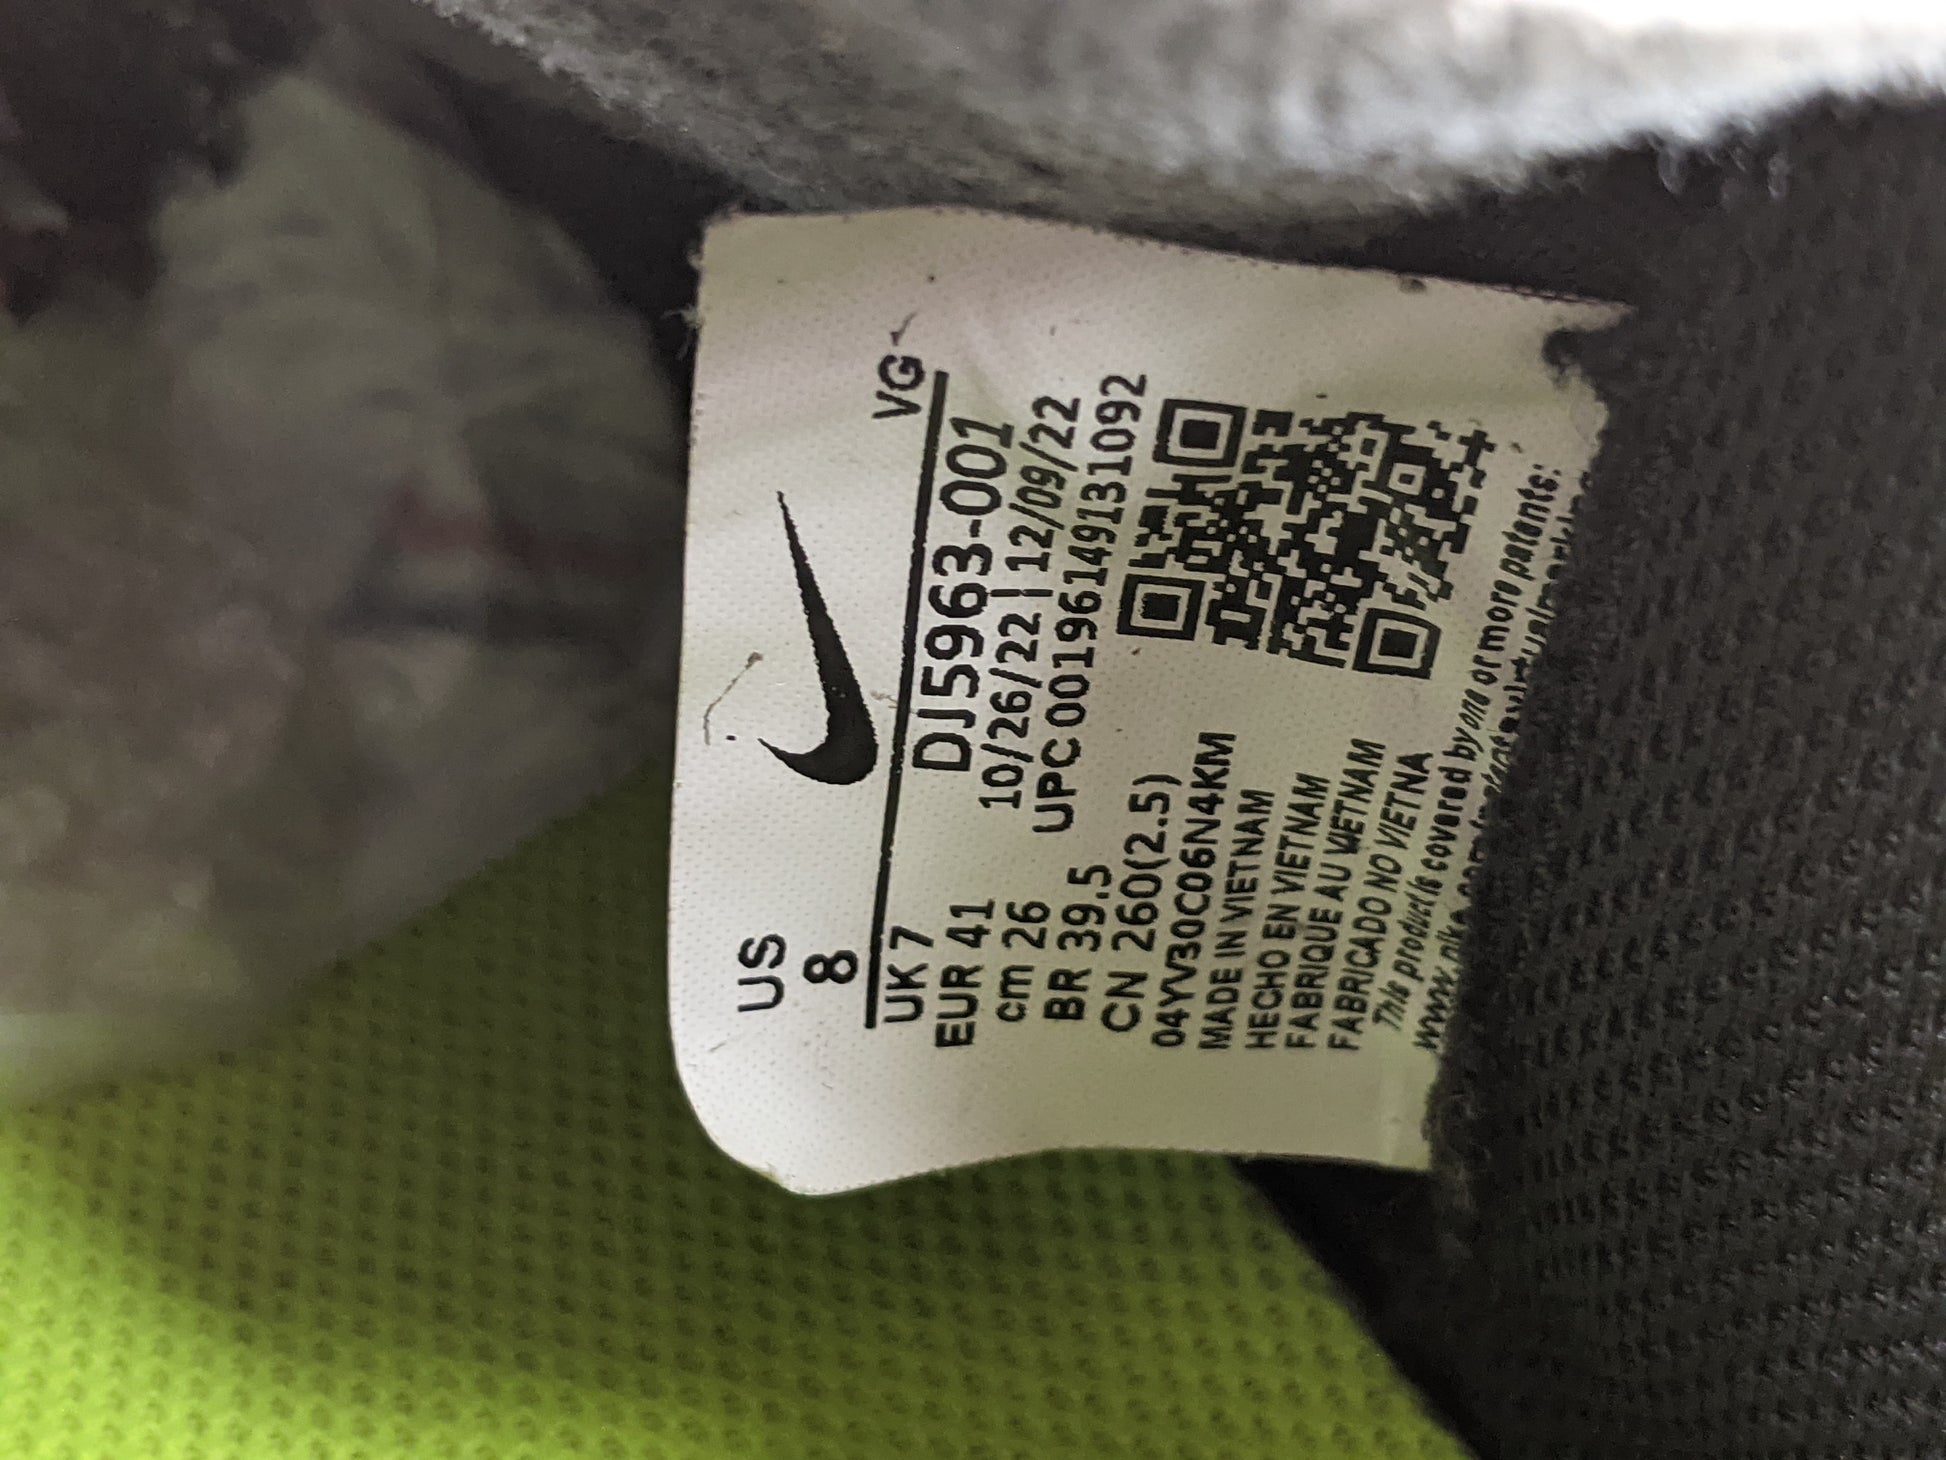 US
8
VG
UK 7
EUR 41
cm 26
BR 39.5
CN 260(2.5)
DJ5963-001
10/26/22 | 12/09/22
UPC 00196149131092
04YV30C06N4KM
MADE IN VIETNAM
HECHO EN VIETNAM
FABRIQUE AU VIETNAM
FABRICADO NO VIETNA
This product is covered by one or more patents: